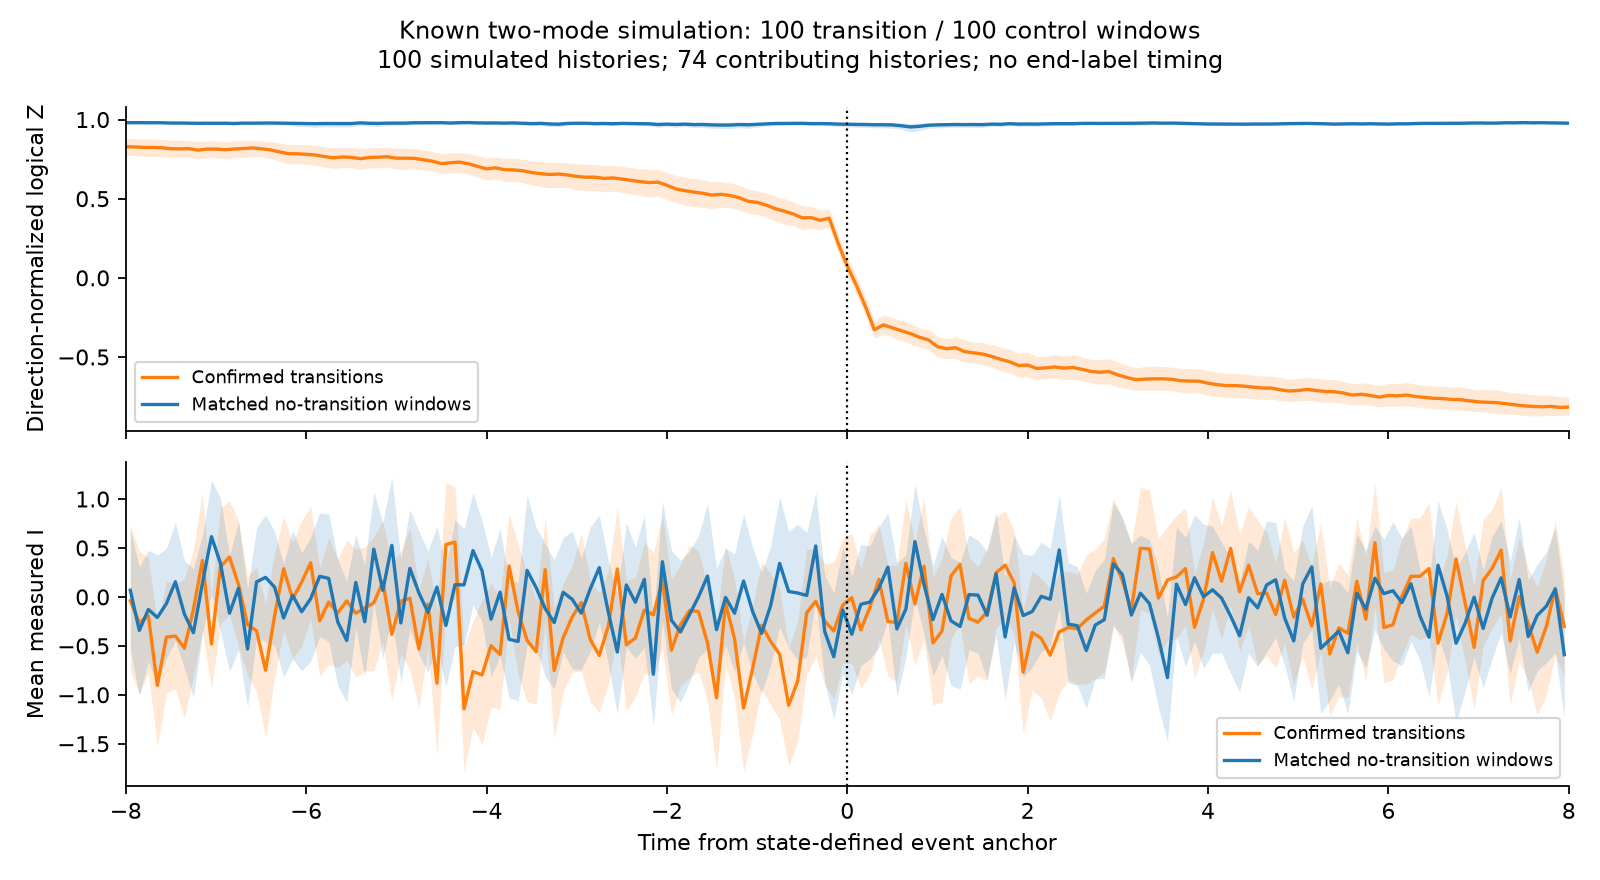 Known two-mode simulation: 100 transition / 100 control windows
100 simulated histories; 74 contributing histories; no end-label timing
Direction-normalized logical Z
1.0
0.5
0.0
−0.5
Confirmed transitions
Matched no-transition windows
Mean measured I
1.0
0.5
0.0
−0.5
−1.0
−1.5
Confirmed transitions
Matched no-transition windows
−8
−6
−4
−2
0
2
4
6
8
Time from state-defined event anchor